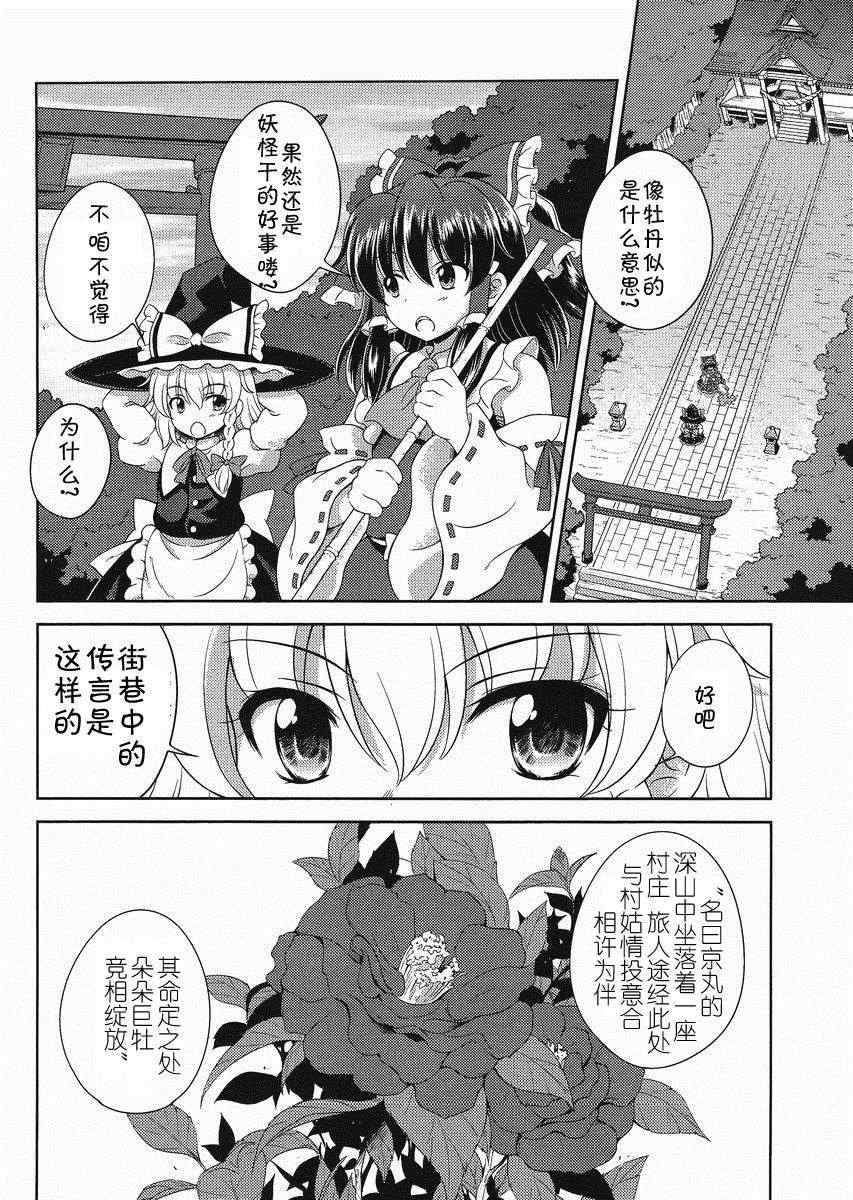 像牡丹似的
是什么意思?
果然还是
妖怪干的好事喽?
不 咱不觉得
为什么?
好吧
街巷中的
传言是
这样的
“名曰京丸的
深山中坐落着一座
村庄 旅人途经此处
与村姑情投意合
相许为伴
其命定之处
朵朵巨牡
竞相绽放”